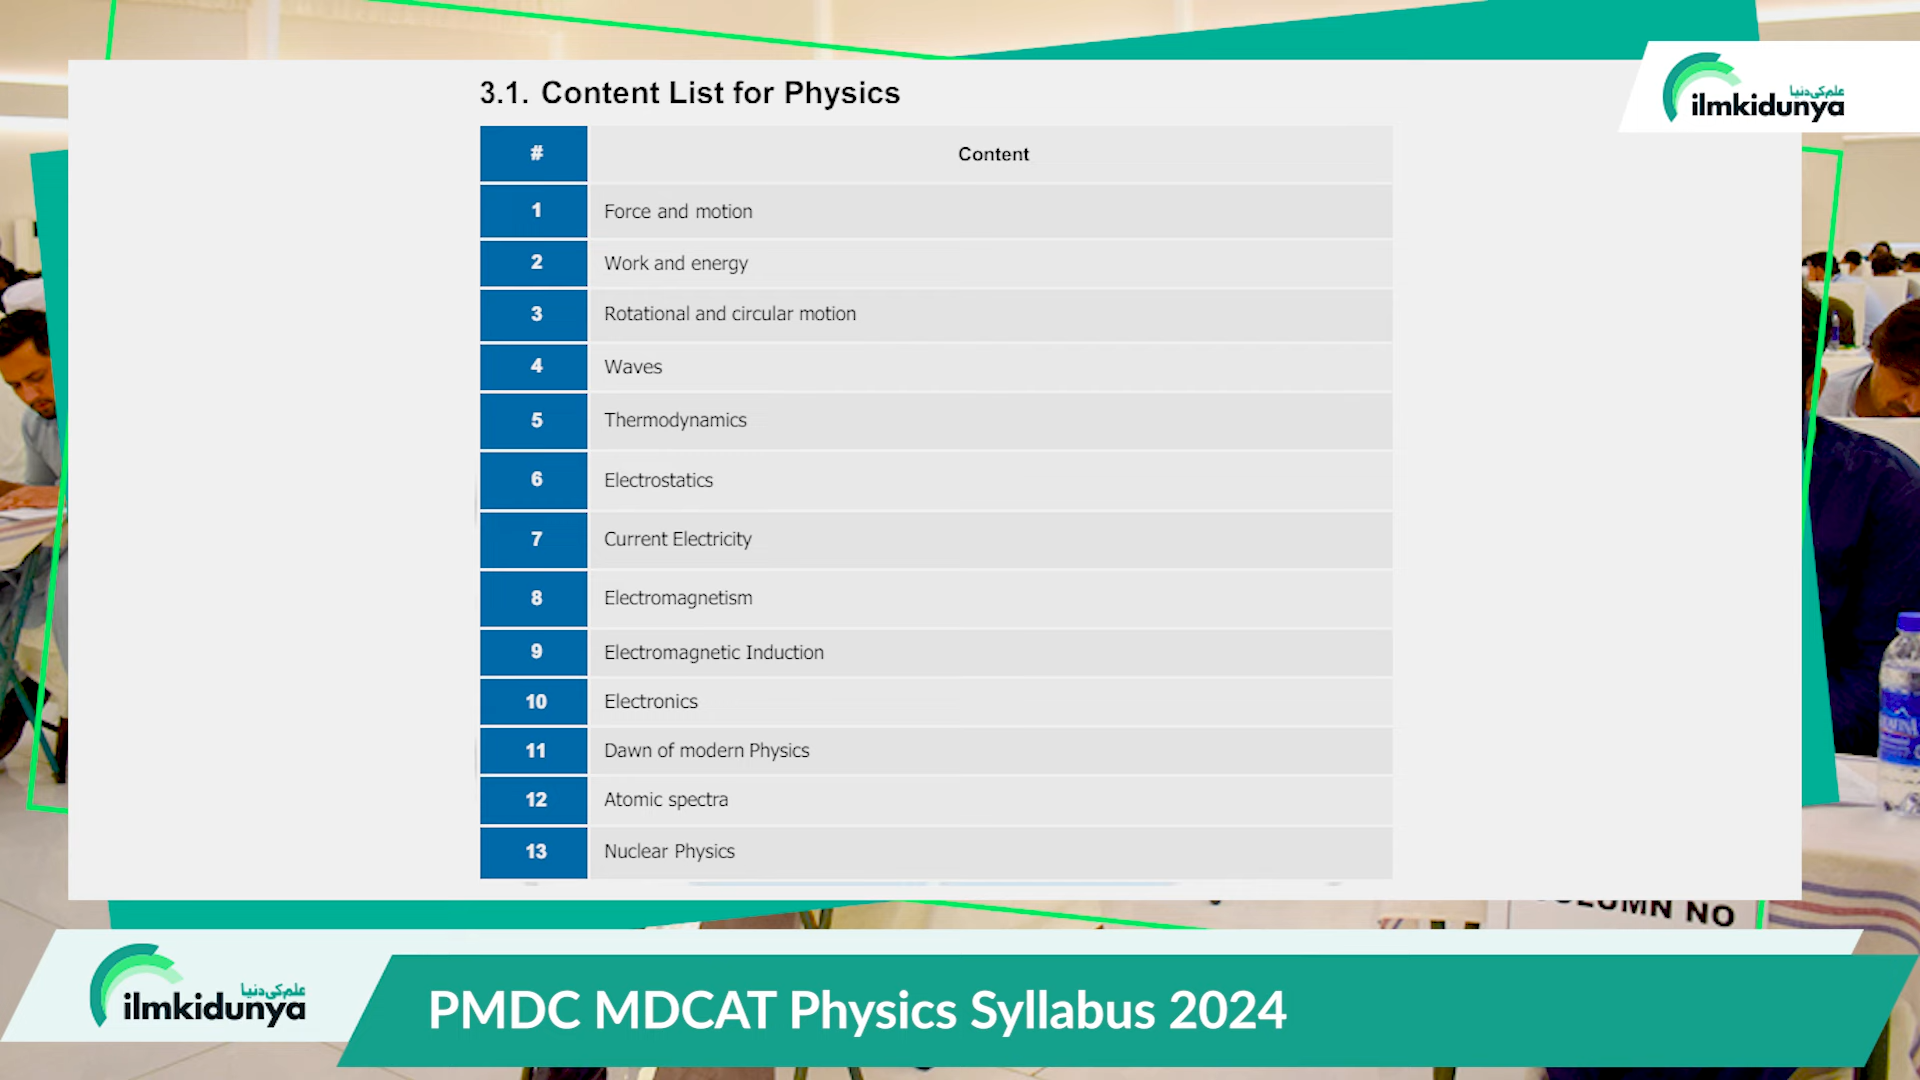 3.1. Content List for Physics
علم کی دنیا
ilmkidunya
# Content
1 Force and motion
2 Work and energy
3 Rotational and circular motion
4 Waves
5 Thermodynamics
6 Electrostatics
7 Current Electricity
8 Electromagnetism
9 Electromagnetic Induction
10 Electronics
11 Dawn of modern Physics
12 Atomic spectra
13 Nuclear Physics
NO
علم کی دنیا
ilmkidunya
PMDC MDCAT Physics Syllabus 2024